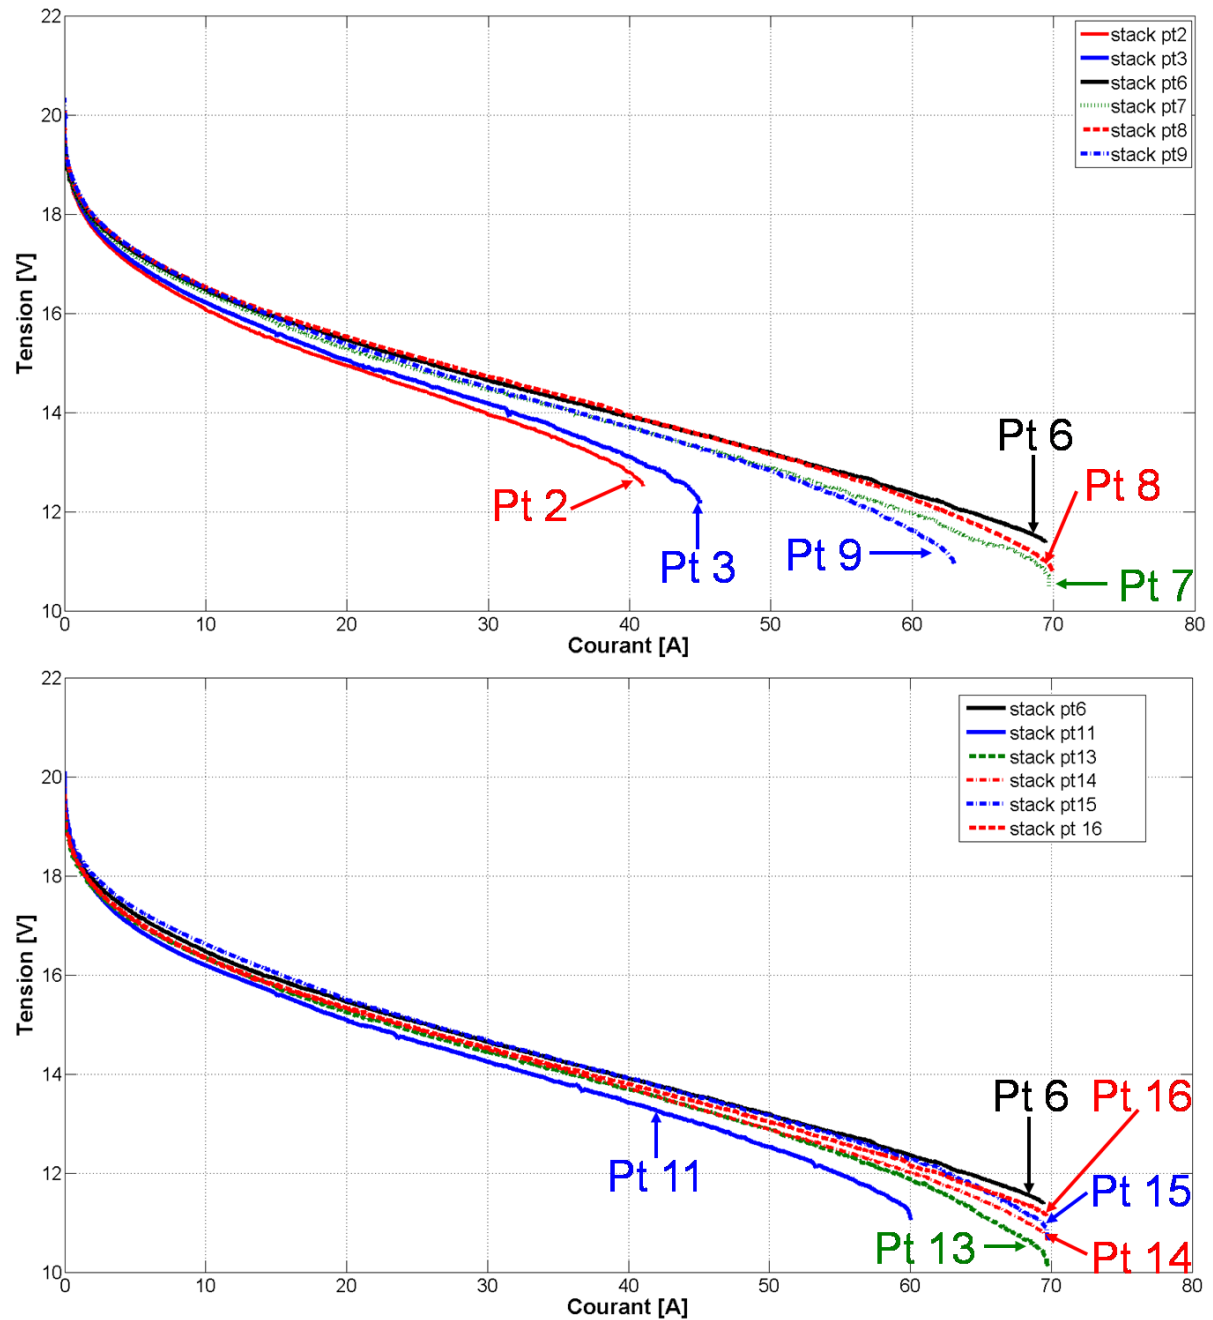 22
20
18
16
14
12
10
Tension [V]
stack pt2
stack pt3
stack pt6
stack pt7
stack pt8
stack pt9
Pt 6
Pt 8
Pt 2
Pt 3
Pt 9
Pt 7
0 10 20 30 40 50 60 70 80
Courant [A]
22
20
18
16
14
12
10
Tension [V]
stack pt6
stack pt11
stack pt13
stack pt14
stack pt15
stack pt 16
Pt 6
Pt 16
Pt 11
Pt 15
Pt 13
Pt 14
0 10 20 30 40 50 60 70 80
Courant [A]